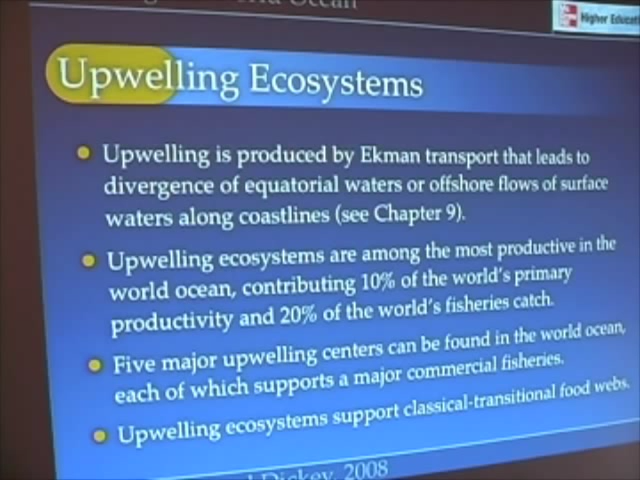 Ocean
Higher Educati
Upwelling Ecosystems
Upwelling is produced by Ekman transport that leads to
divergence of equatorial waters or offshore flows of surface
waters along coastlines (see Chapter 9).
Upwelling ecosystems are among the most productive in the
world ocean, contributing 10% of the world's primary
productivity and 20% of the world's fisheries catch.
Five major upwelling centers can be found in the world ocean,
each of which supports a major commercial fisheries.
Upwelling ecosystems support classical-transitional food webs.
Dickey, 2008